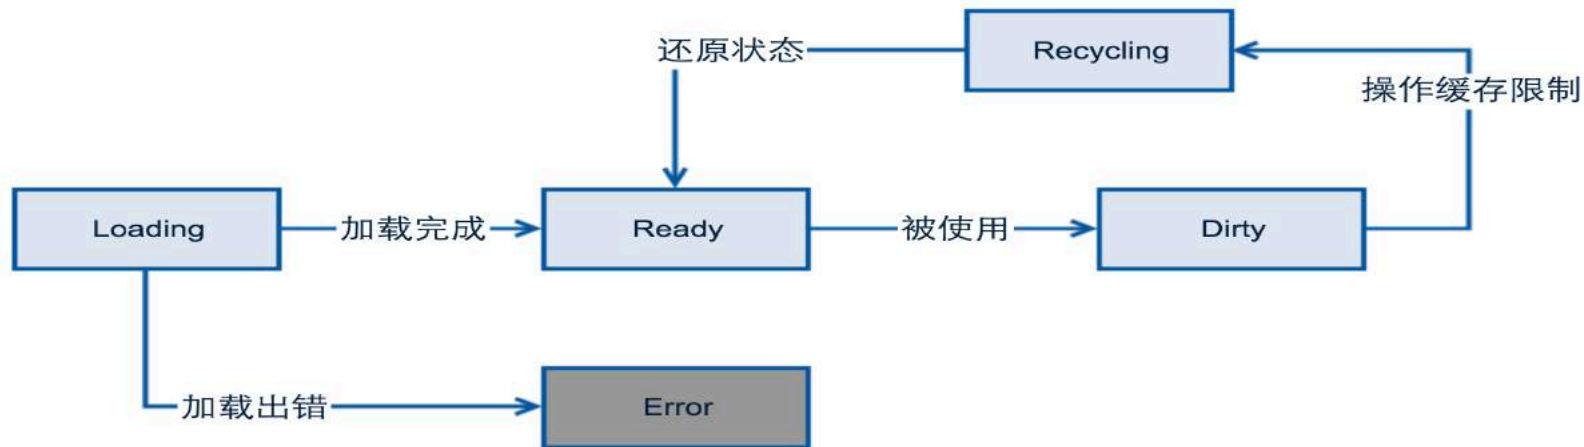 Recycling
还原状态
操作缓存限制
Loading
加载完成
Ready
被使用
Dirty
加载出错
Error